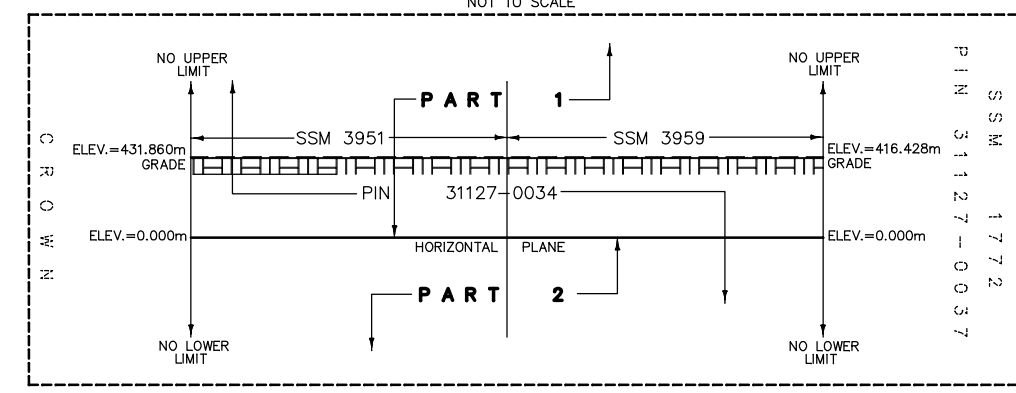 NOT TO SCALE
NO UPPER
LIMIT
NO UPPER
LIMIT
PART 1
SSM 3951
SSM 3959
ELEV.=431.860m
GRADE
ELEV.=416.428m
GRADE
PIN 31127-0034
ELEV.=0.000m
ELEV.=0.000m
HORIZONTAL PLANE
PART 2
NO LOWER
LIMIT
NO LOWER
LIMIT
CROWN
SSM 1772
PIN 31127-0037